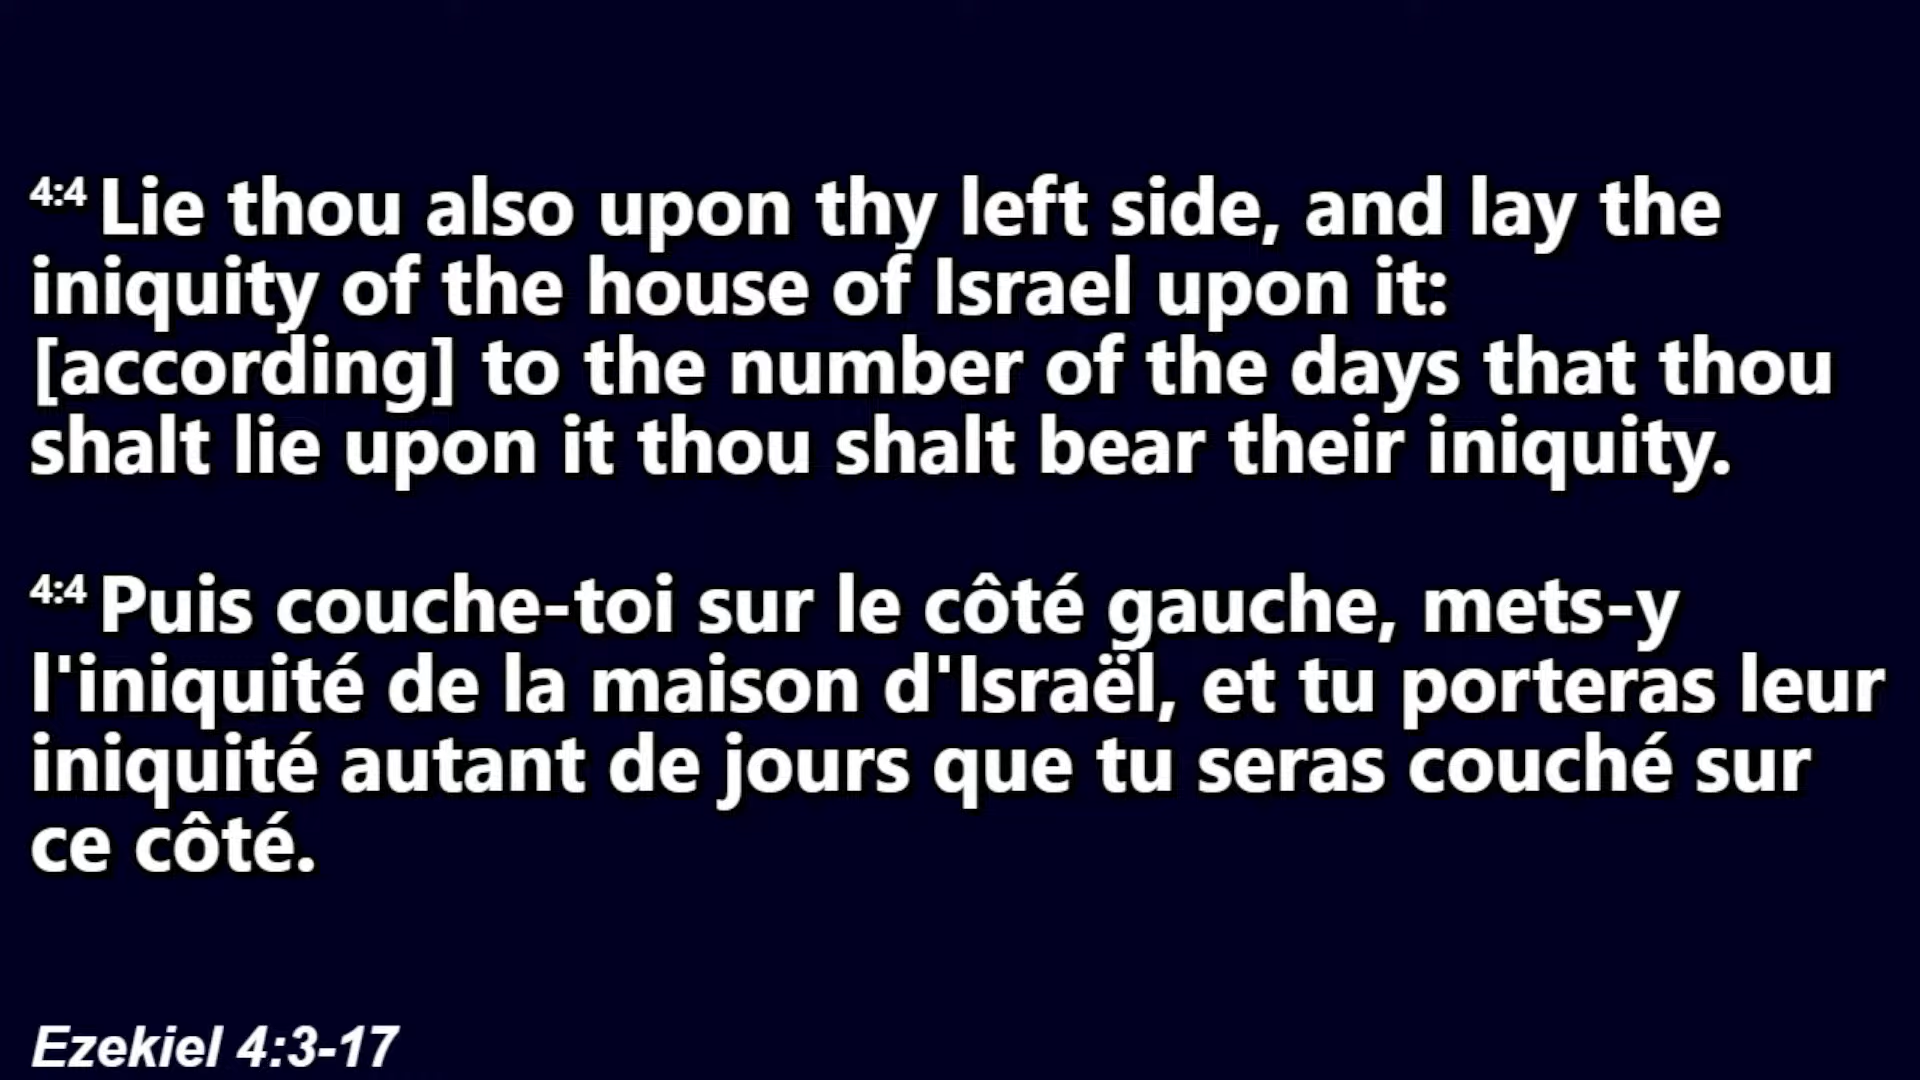 4:4 Lie thou also upon thy left side, and lay the
iniquity of the house of Israel upon it:
[according] to the number of the days that thou
shalt lie upon it thou shalt bear their iniquity.
4:4 Puis couche-toi sur le côté gauche, mets-y
l'iniquité de la maison d'Israël, et tu porteras leur
iniquité autant de jours que tu seras couché sur
ce côté.
Ezekiel 4:3-17